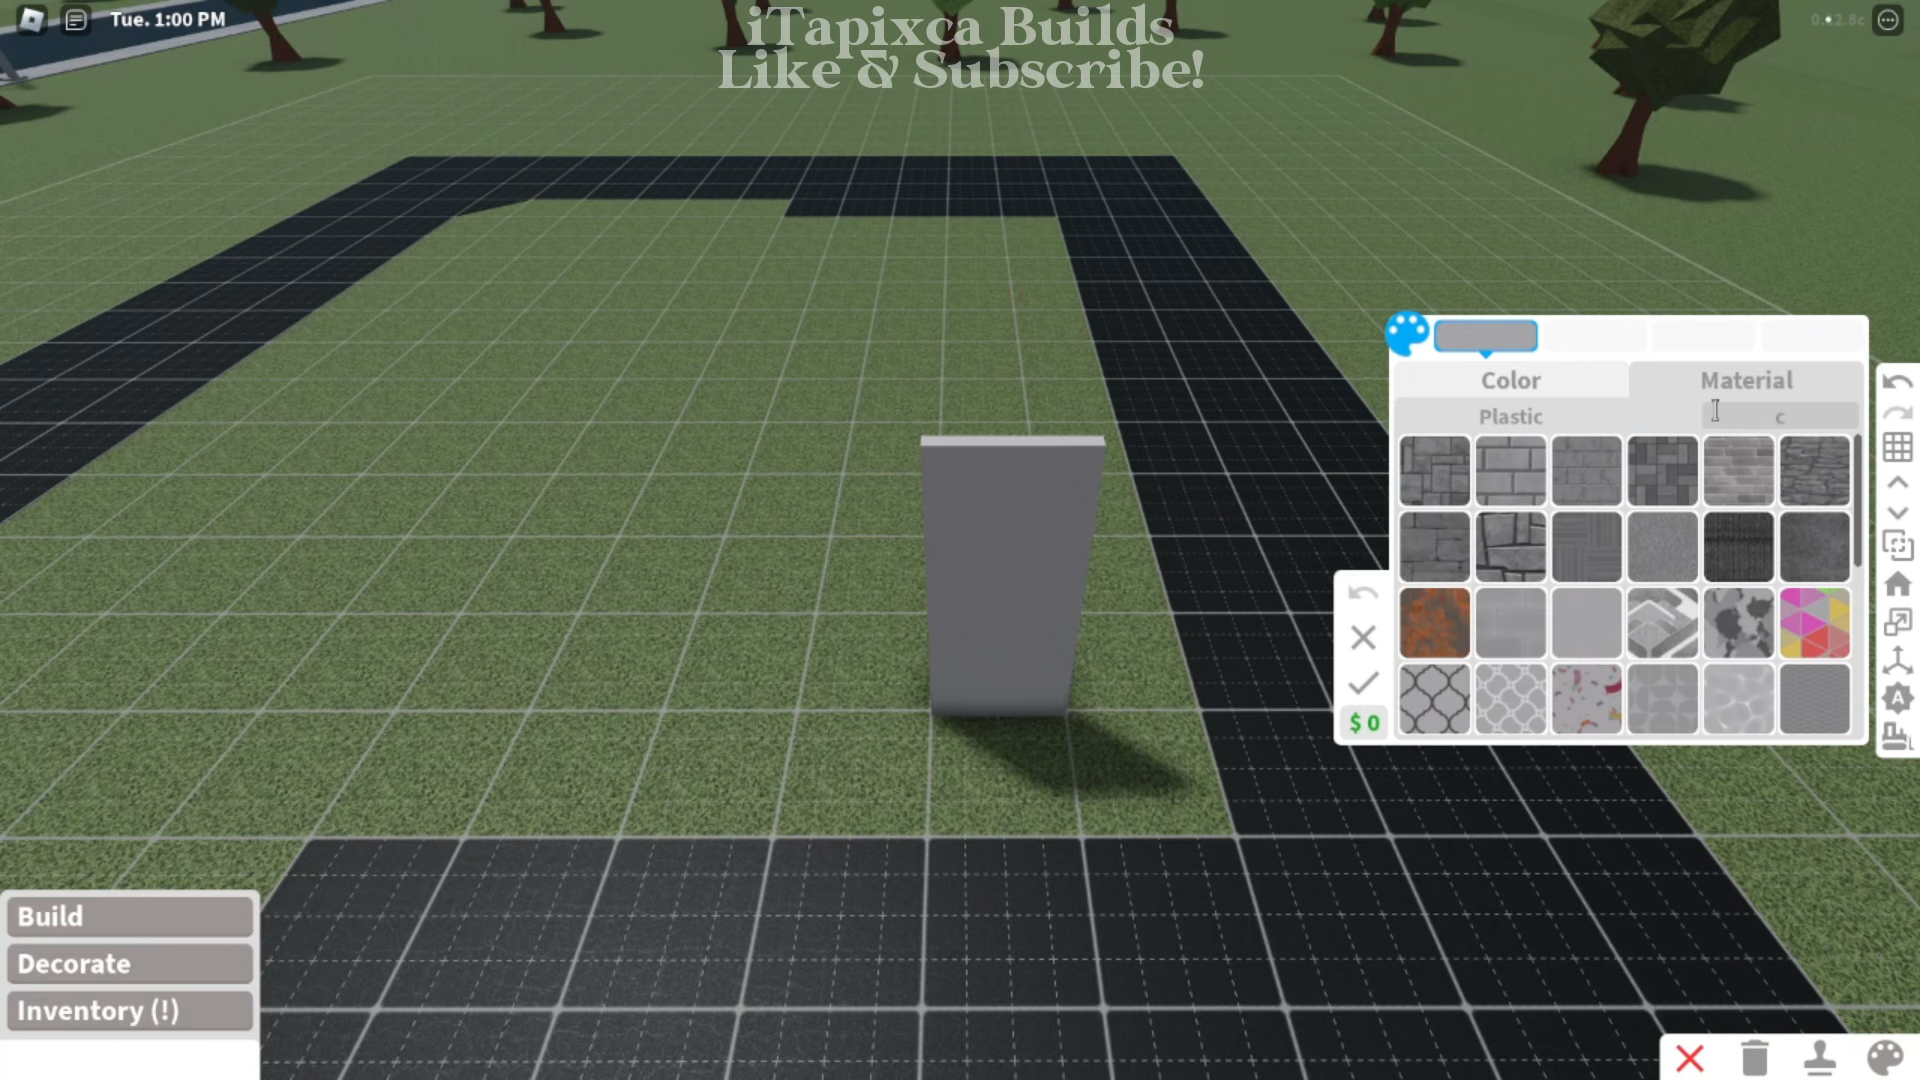 Tue. 1:00 PM
iTapixca Builds
Like & Subscribe!
Color
Material
Plastic
c
A
$ 0
Build
Decorate
Inventory (!)